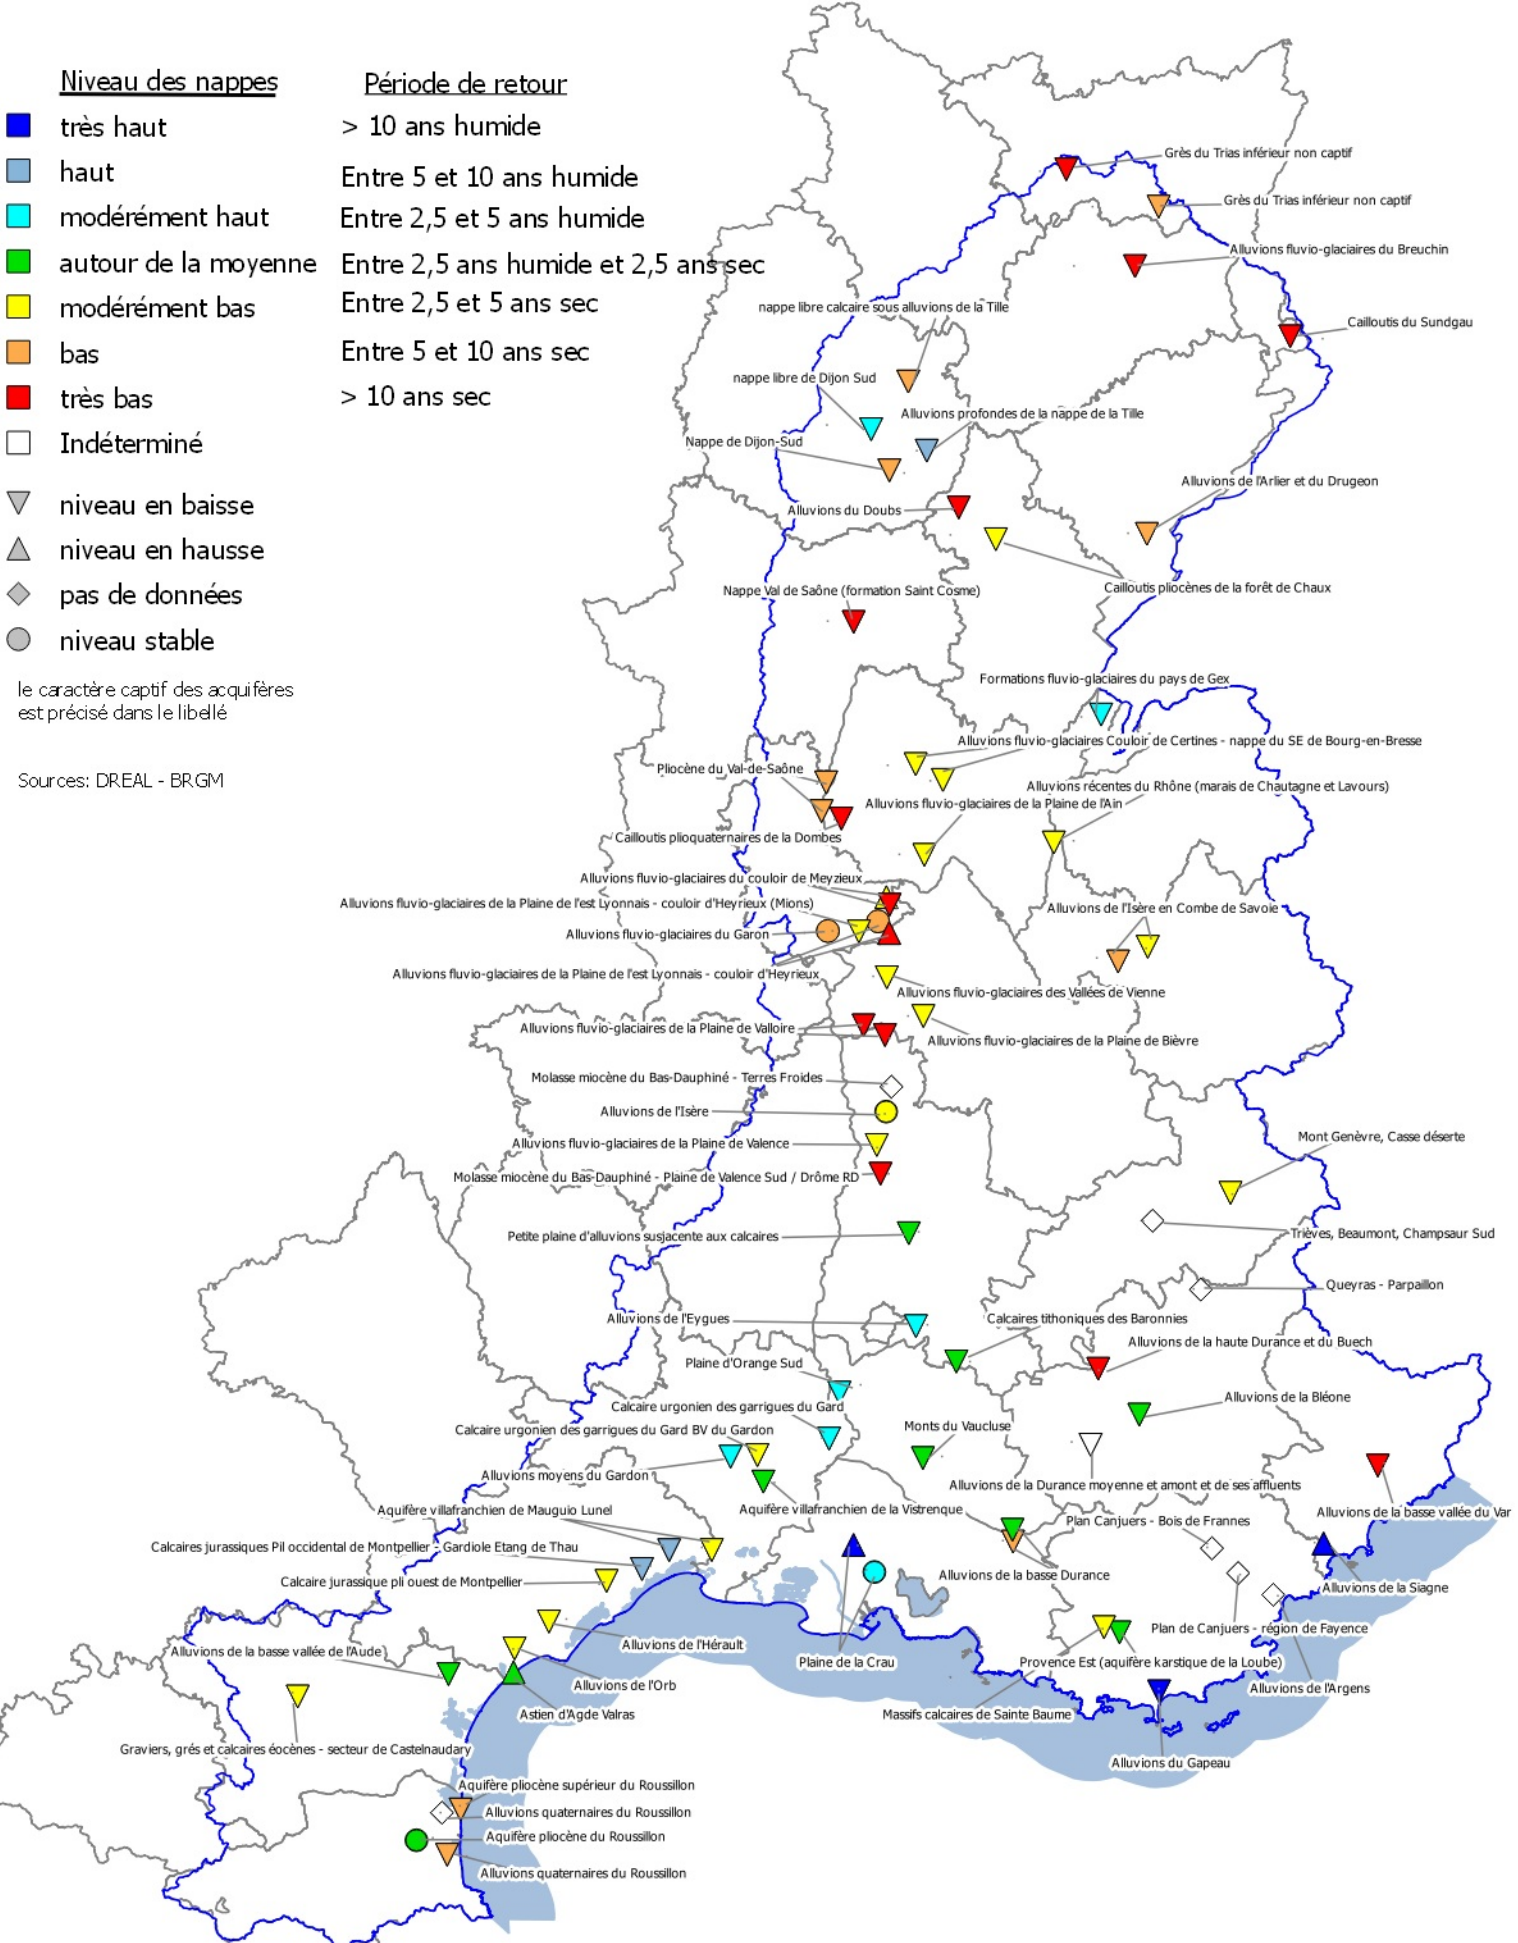 Niveau des nappes
Période de retour
très haut
> 10 ans humide
haut
Entre 5 et 10 ans humide
modérément haut
Entre 2,5 et 5 ans humide
autour de la moyenne
Entre 2,5 ans humide et 2,5 ans sec
modérément bas
Entre 2,5 et 5 ans sec
bas
Entre 5 et 10 ans sec
très bas
> 10 ans sec
Indéterminé
niveau en baisse
niveau en hausse
pas de données
niveau stable
le caractère captif des acquifères
est précisé dans le libellé
Sources: DREAL - BRGM
Grès du Trias inférieur non captif
Grès du Trias inférieur non captif
Alluvions fluvio-glaciaires du Breuchin
nappe libre calcaire sous alluvions de la Tille
Cailloutis du Sundgau
nappe libre de Dijon Sud
Alluvions profondes de la nappe de la Tille
Nappe de Dijon-Sud
Alluvions de l'Arlier et du Drugeon
Alluvions du Doubs
Cailloutis pliocènes de la forêt de Chaux
Nappe Val de Saône (formation Saint Cosme)
Formations fluvio-glaciaires du pays de Gex
Alluvions fluvio-glaciaires Couloir de Certines - nappe du SE de Bourg-en-Bresse
Pliocène du Val-de-Saône
Alluvions récentes du Rhône (marais de Chautagne et Lavours)
Alluvions fluvio-glaciaires de la Plaine de l'Ain
Cailloutis plioquaternaires de la Dombes
Alluvions fluvio-glaciaires du couloir de Meyzieux
Alluvions fluvio-glaciaires de la Plaine de l'est Lyonnais - couloir d'Heyrieux (Mions)
Alluvions de l'Isère en Combe de Savoie
Alluvions fluvio-glaciaires du Garon
Alluvions fluvio-glaciaires de la Plaine de l'est Lyonnais - couloir d'Heyrieux
Alluvions fluvio-glaciaires des Vallées de Vienne
Alluvions fluvio-glaciaires de la Plaine de Valloire
Alluvions fluvio-glaciaires de la Plaine de Bièvre
Molasse miocène du Bas-Dauphiné - Terres Froides
Alluvions de l'Isère
Alluvions fluvio-glaciaires de la Plaine de Valence
Mont Genèvre, Casse déserte
Molasse miocène du Bas-Dauphiné - Plaine de Valence Sud / Drôme RD
Petite plaine d'alluvions susjacente aux calcaires
Trièves, Beaumont, Champsaur Sud
Queyras - Parpaillon
Alluvions de l'Eygues
Calcaires tithoniques des Baronnies
Alluvions de la haute Durance et du Buech
Plaine d'Orange Sud
Alluvions de la Bléone
Calcaire urgonien des garrigues du Gard
Calcaire urgonien des garrigues du Gard BV du Gardon
Monts du Vaucluse
Alluvions moyens du Gardon
Alluvions de la Durance moyenne et amont et de ses affluents
Aquifère villafranchien de Mauguio Lunel
Aquifère villafranchien de la Vistrenque
Alluvions de la basse vallée du Var
Plan Canjuers - Bois de Frannes
Calcaires jurassiques Pil occidental de Montpellier - Gardiole Etang de Thau
Alluvions de la basse Durance
Calcaire jurassique pli ouest de Montpellier
Alluvions de la Siagne
Plan de Canjuers - région de Fayence
Alluvions de l'Hérault
Alluvions de la basse vallée de l'Aude
Plaine de la Crau
Provence Est (aquifère karstique de la Loube)
Alluvions de l'Orb
Alluvions de l'Argens
Astien d'Agde Valras
Massifs calcaires de Sainte Baume
Graviers, grés et calcaires éocènes - secteur de Castelnaudary
Alluvions du Gapeau
Aquifère pliocène supérieur du Roussillon
Alluvions quaternaires du Roussillon
Aquifère pliocène du Roussillon
Alluvions quaternaires du Roussillon